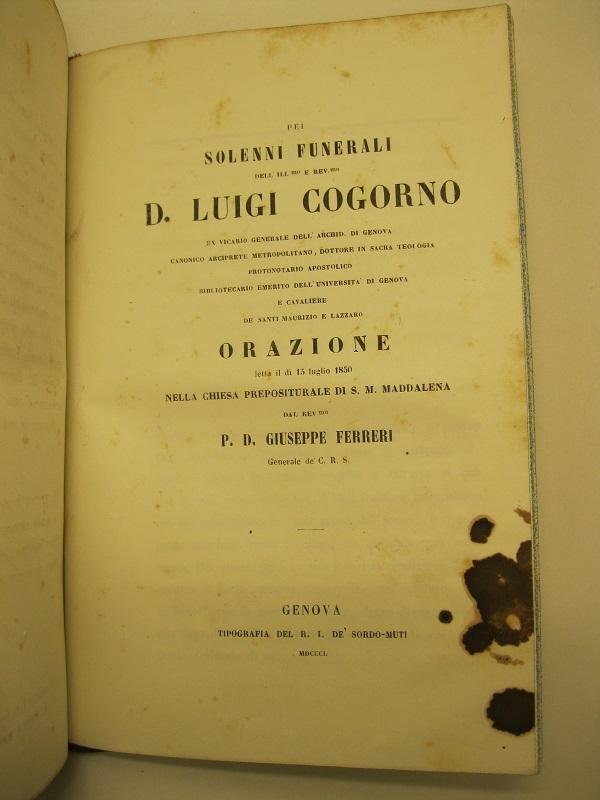 PEI
SOLENNI FUNERALI
DELL' ILL.mo E REV.mo
D. LUIGI COGORNO
EX VICARIO GENERALE DELL' ARCHID. DI GENOVA
CANONICO ARCIPRETE METROPOLITANO, DOTTORE IN SACRA TEOLOGIA
PROTONOTARIO APOSTOLICO
BIBLIOTECARIO EMERITO DELL'UNIVERSITA' DI GENOVA
E CAVALIERE
DE' SANTI MAURIZIO E LAZZARO
ORAZIONE
letta il dì 15 luglio 1850
NELLA CHIESA PREPOSITURALE DI S. M. MADDALENA
DAL REV.mo
P. D. GIUSEPPE FERRERI
Generale de' C. R. S.
GENOVA
TIPOGRAFIA DEL R. I. DE' SORDO-MUTI
MDCCCL